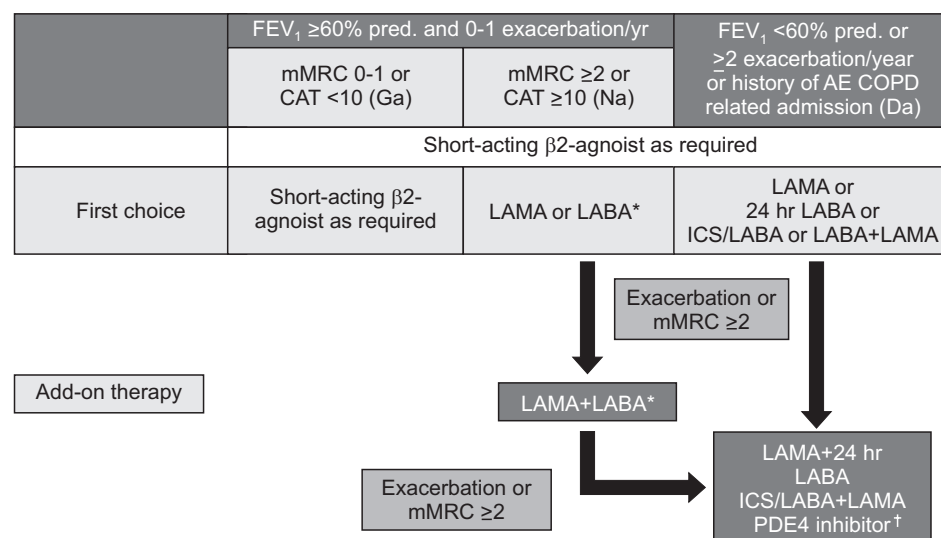 FEV₁ ≥60% pred. and 0-1 exacerbation/yr
FEV₁ <60% pred. or
≥2 exacerbation/year
or history of AE COPD
related admission (Da)
mMRC 0-1 or
CAT <10 (Ga)
mMRC ≥2 or
CAT ≥10 (Na)
Short-acting β2-agnoist as required
First choice
Short-acting β2-
agnoist as required
LAMA or LABA*
LAMA or
24 hr LABA or
ICS/LABA or LABA+LAMA
Exacerbation or
mMRC ≥2
Add-on therapy
LAMA+LABA*
Exacerbation or
mMRC ≥2
LAMA+24 hr
LABA
ICS/LABA+LAMA
PDE4 inhibitor†